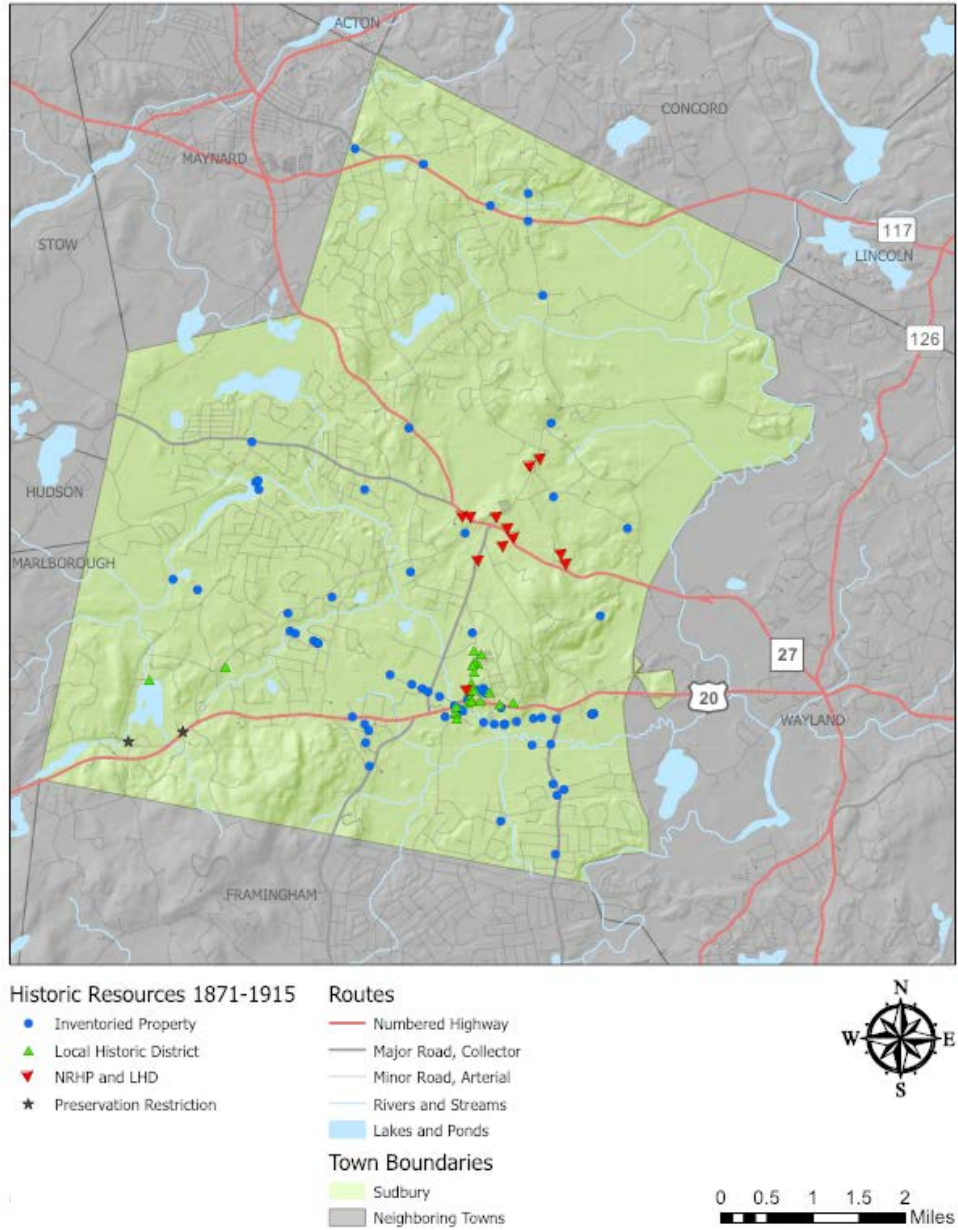 ACTON
CONCORD
MAYNARD
STOW
117
LINCOLN
126
HUDSON
MARLBOROUGH
27
20
WAYLAND
FRAMINGHAM
Historic Resources 1871-1915
Inventoried Property
Local Historic District
NRHP and LHD
Preservation Restriction
Routes
Numbered Highway
Major Road, Collector
Minor Road, Arterial
Rivers and Streams
Lakes and Ponds
Town Boundaries
Sudbury
Neighboring Towns
N
W E
S
0 0.5 1 1.5 2
Miles